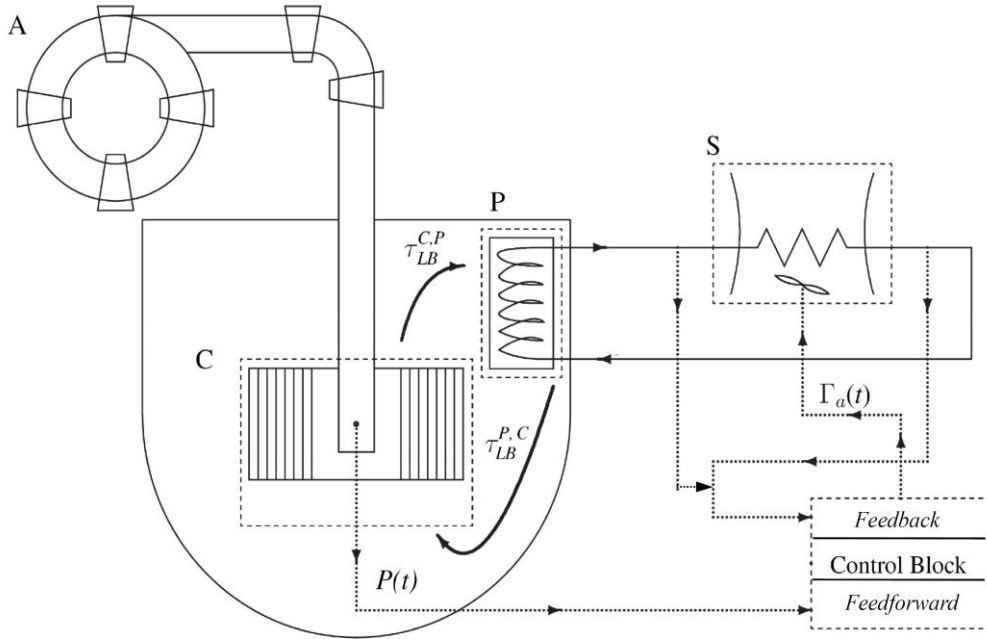 A
S
P
τ_{LB}^{C,P}
C
Γ_a(t)
τ_{LB}^{P,C}
Feedback
Control Block
P(t)
Feedforward